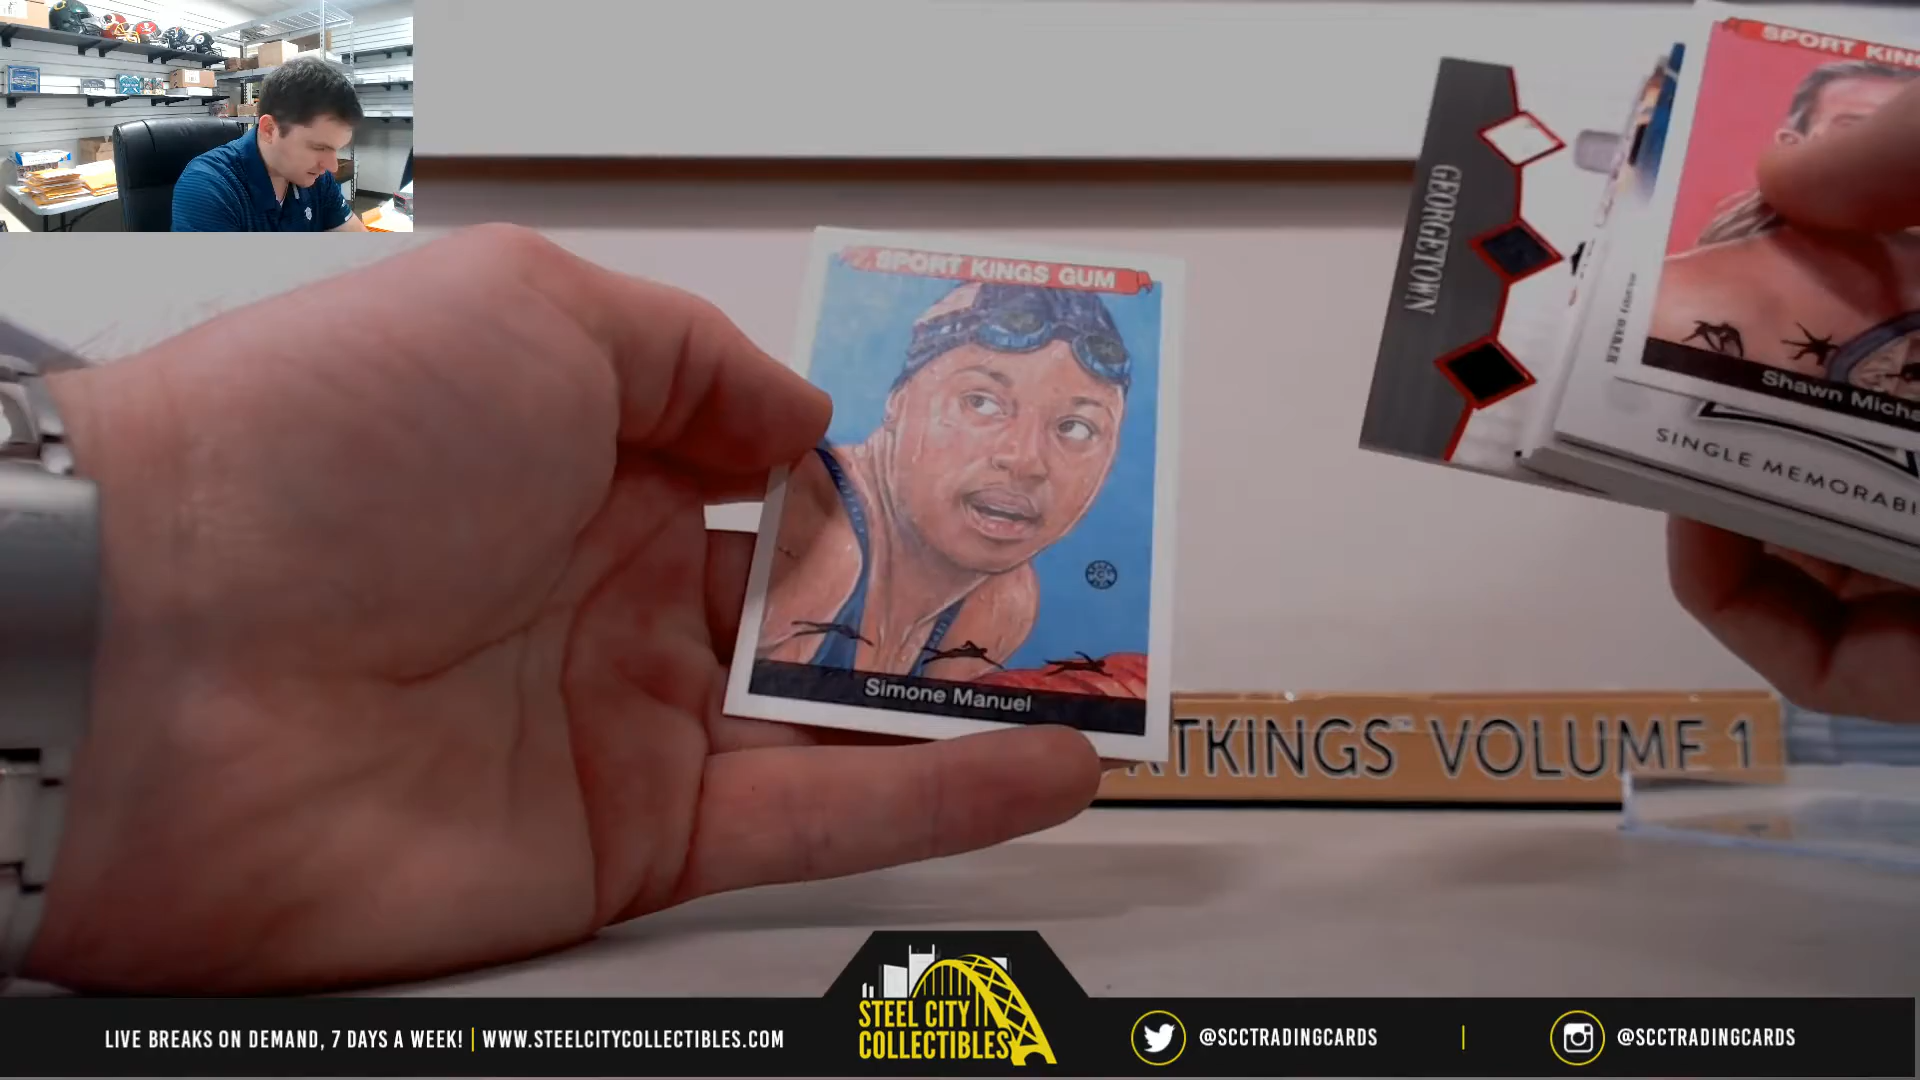 SPORT KINGS GUM
Simone Manuel
SPORT KING
Shawn Micha
GEORGETOWN
SINGLE MEMORABI
TKINGS VOLUME 1
LIVE BREAKS ON DEMAND, 7 DAYS A WEEK! | WWW.STEELCITYCOLLECTIBLES.COM
STEEL CITY
COLLECTIBLES
@SCCTRADINGCARDS
|
@SCCTRADINGCARDS